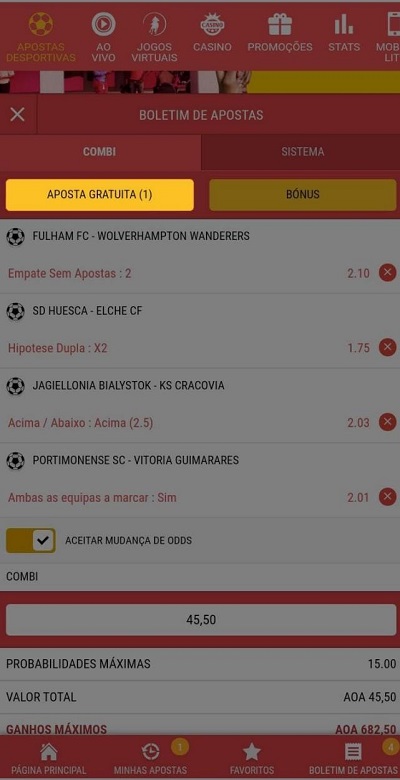 APOSTAS DESPORTIVAS
AO VIVO
JOGOS VIRTUAIS
CASINO
PROMOÇÕES
STATS
MOB
LIT
BOLETIM DE APOSTAS
COMBI
SISTEMA
APOSTA GRATUITA (1)
BÓNUS
FULHAM FC - WOLVERHAMPTON WANDERERS
Empate Sem Apostas : 2 2.10
SD HUESCA - ELCHE CF
Hipotese Dupla : X2 1.75
JAGIELLONIA BIALYSTOK - KS CRACOVIA
Acima / Abaixo : Acima (2.5) 2.03
PORTIMONENSE SC - VITORIA GUIMARARES
Ambas as equipas a marcar : Sim 2.01
ACEITAR MUDANÇA DE ODDS
COMBI
45,50
PROBABILIDADES MÁXIMAS 15.00
VALOR TOTAL AOA 45,50
GANHOS MÁXIMOS AOA 682,50
PÁGINA PRINCIPAL
1
MINHAS APOSTAS
FAVORITOS
4
BOLETIM DE APOSTAS